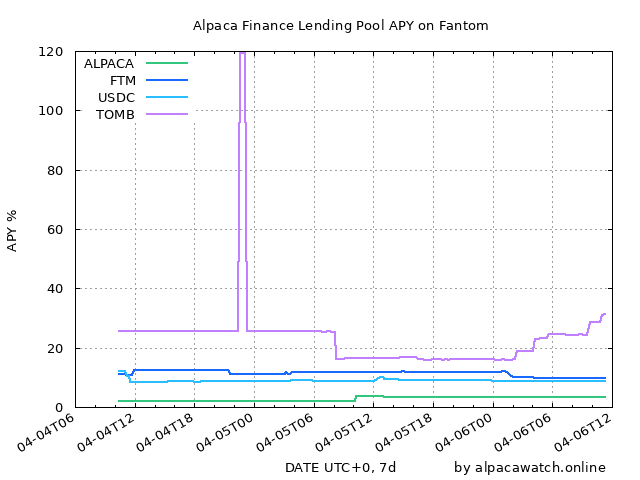 Alpaca Finance Lending Pool APY on Fantom
120
100
80
60
40
20
0
APY %
ALPACA
FTM
USDC
TOMB
04-04T06
04-04T12
04-04T18
04-05T00
04-05T06
04-05T12
04-05T18
04-06T00
04-06T06
04-06T12
DATE UTC+0, 7d
by alpacawatch.online